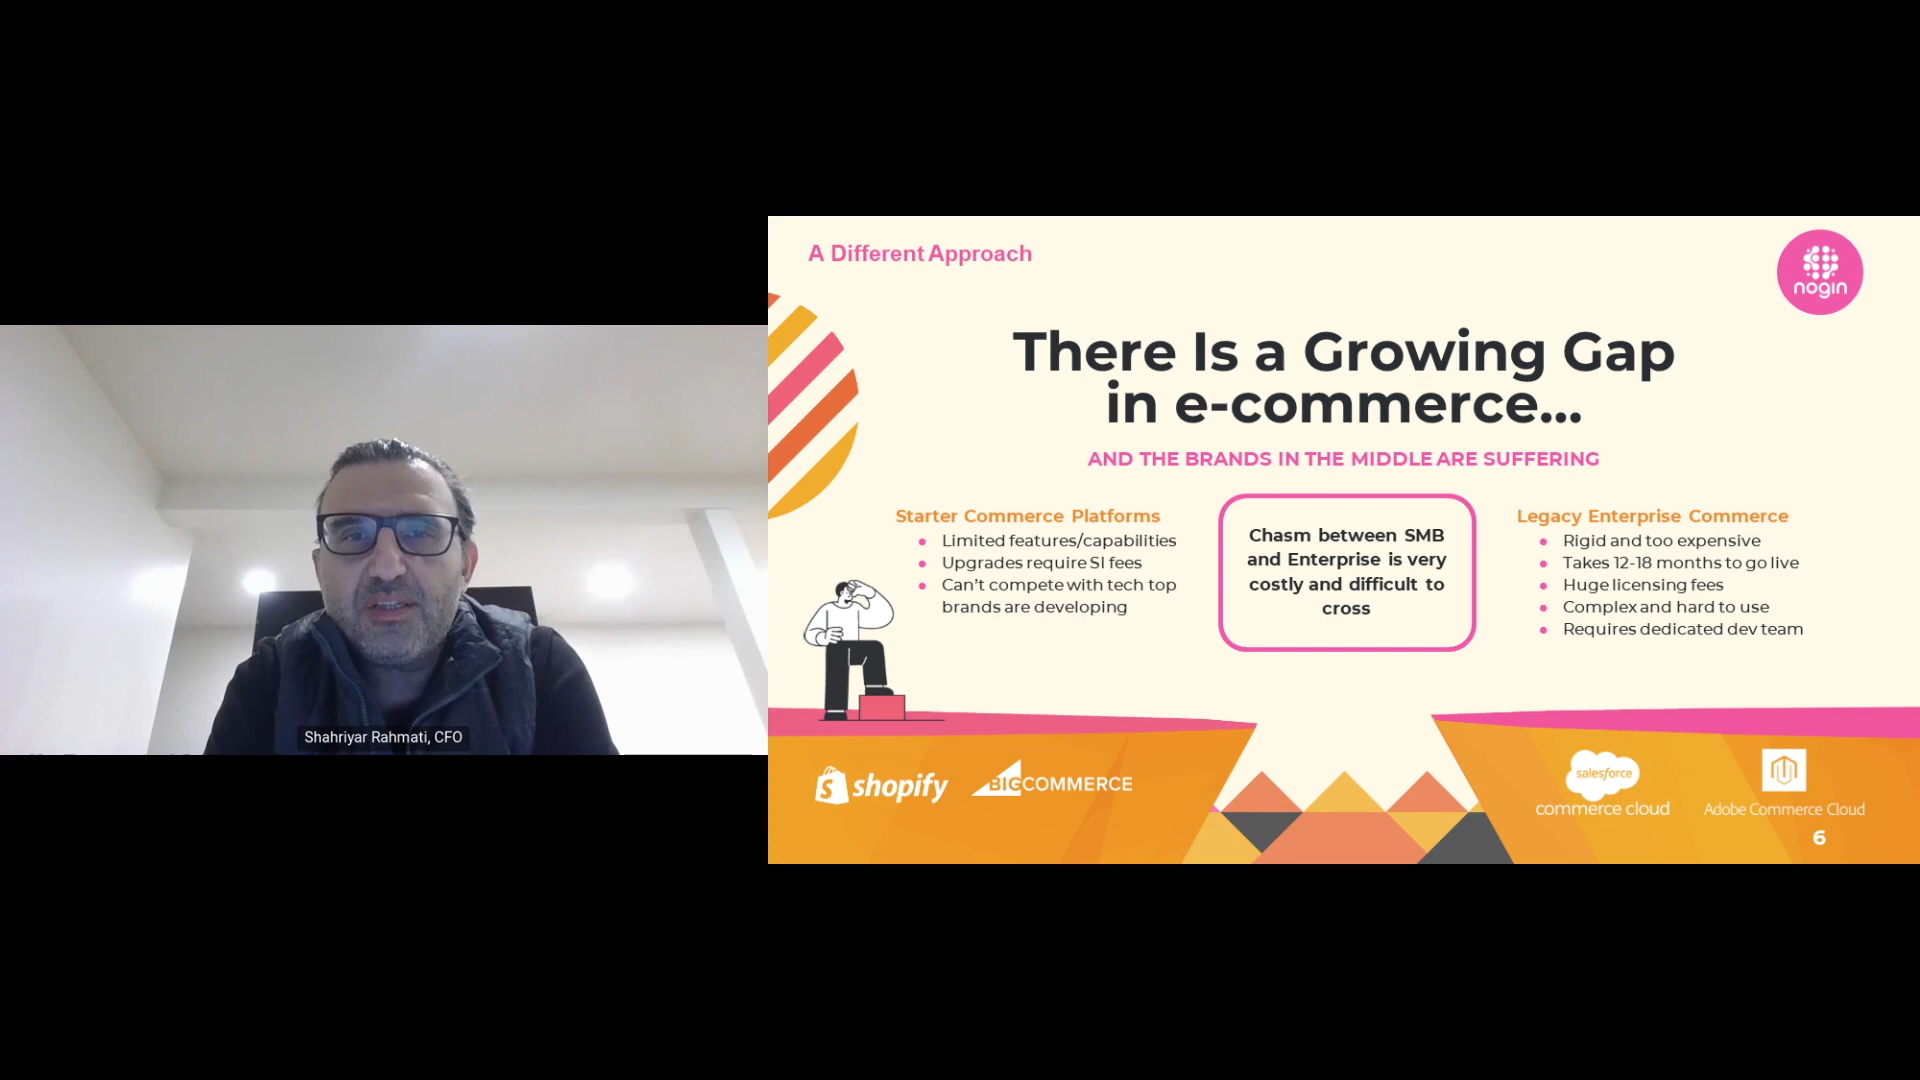 Shahriyar Rahmati, CFO
A Different Approach
nogin
There Is a Growing Gap
in e-commerce...
AND THE BRANDS IN THE MIDDLE ARE SUFFERING
Starter Commerce Platforms
• Limited features/capabilities
• Upgrades require SI fees
• Can't compete with tech top
brands are developing
Chasm between SMB
and Enterprise is very
costly and difficult to
cross
Legacy Enterprise Commerce
• Rigid and too expensive
• Takes 12-18 months to go live
• Huge licensing fees
• Complex and hard to use
• Requires dedicated dev team
shopify
BIGCOMMERCE
salesforce
commerce cloud
Adobe Commerce Cloud
6